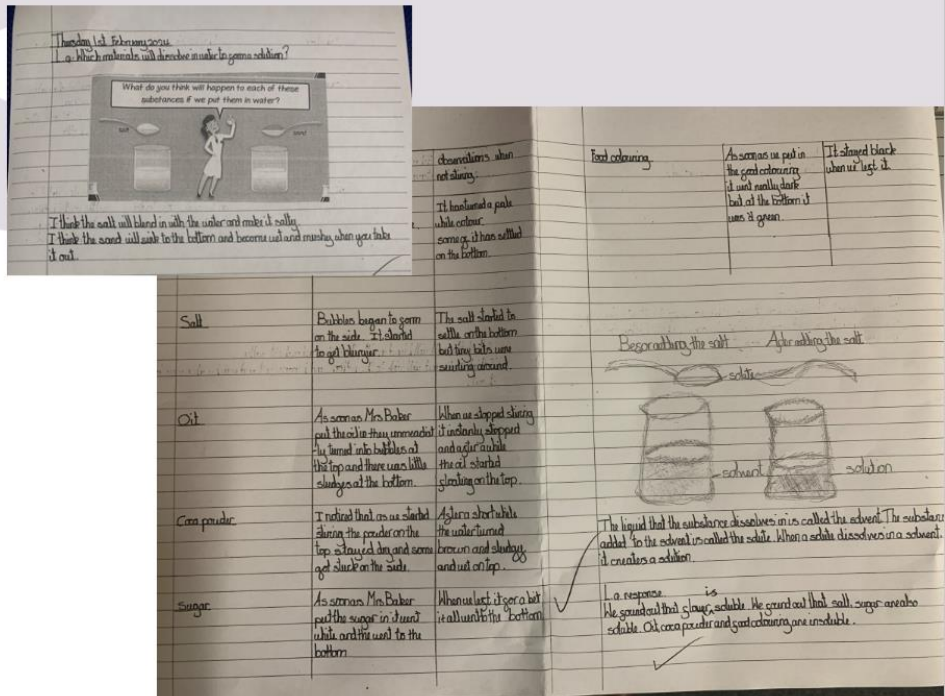 Thursday 1st February 2024
L.o. Which materials will dissolve in water to form a solution?
What do you think will happen to each of these
substances if we put them in water?
salt
sand
I think the salt will blend in with the water and make it salty.
I think the sand will sink to the bottom and become wet and mushy when you take
it out.
observations when
not stiring.
It has turned a pale
white colour
some of it has settled
on the bottom.
Salt
Bubbles began to form
on the side. It started
to get blurrier.
The salt started to
settle on the bottom
but tiny bits were
swirling around.
Oil
As soon as Mrs Baker
put the oil in they immeadiat
-ly turned into bubbles at
the top and there was little
sludges at the bottom.
When we stopped stiring
it instantly stopped
and after a while
the oil started
floating on the top.
Coco powder
I noticed that as we started
stiring the powder on the
top stayed dry and some
got stuck on the side.
After a short while
the water turned
brown and sludgy
and wet on top.
Sugar
As soon as Mrs Baker
put the sugar in it went
white and the went to the
bottom
When we left it for a bit
it all went to the bottom
Food colouring
As soon as we put in
the food colouring
it went really dark
but at the bottom it
was a green.
It stayed black
when we left it.
Before adding the salt
After adding the salt
solute
solvent
solution
The liquid that the substance dissolves in is called the solvent. The substan
added to the solvent is called the solute. When a solute dissolves in a solvent,
it creates a solution.
L.o. response
is
We found out that flour, soluble. We found out that salt, sugar are also
soluble. Oil, coco powder and food colouring are insoluble.